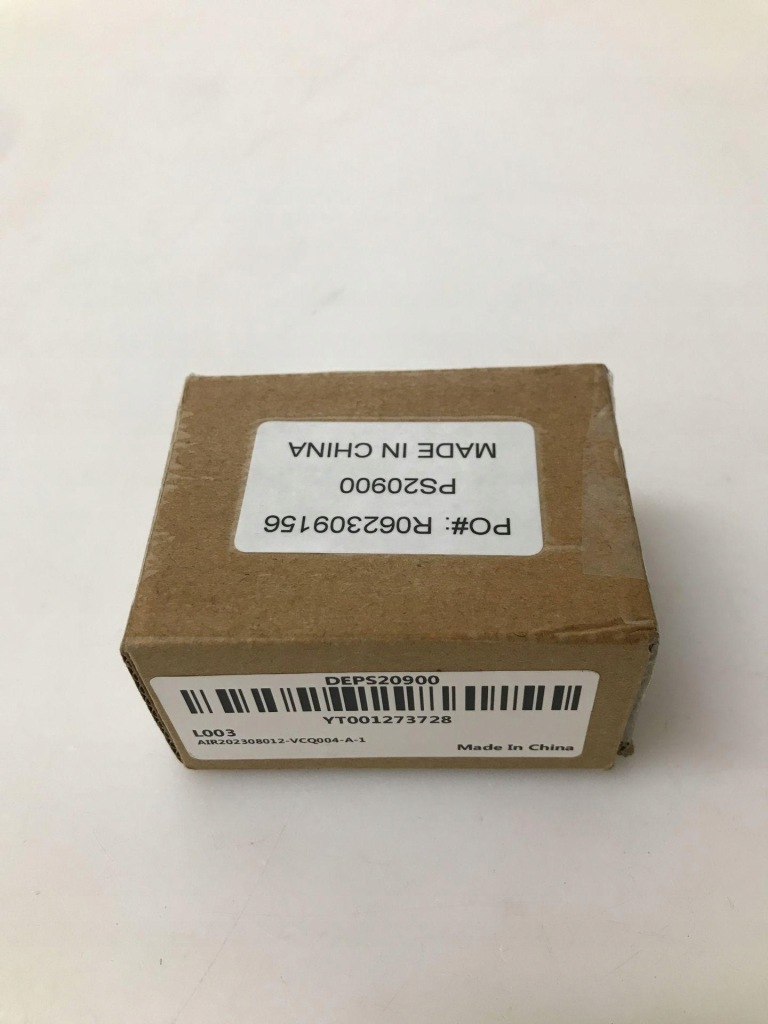 PO#: R062309156
PS20900
MADE IN CHINA
DEPS20900
YT001273728
L003
AIR202308012-VCQ004-A-1
Made In China